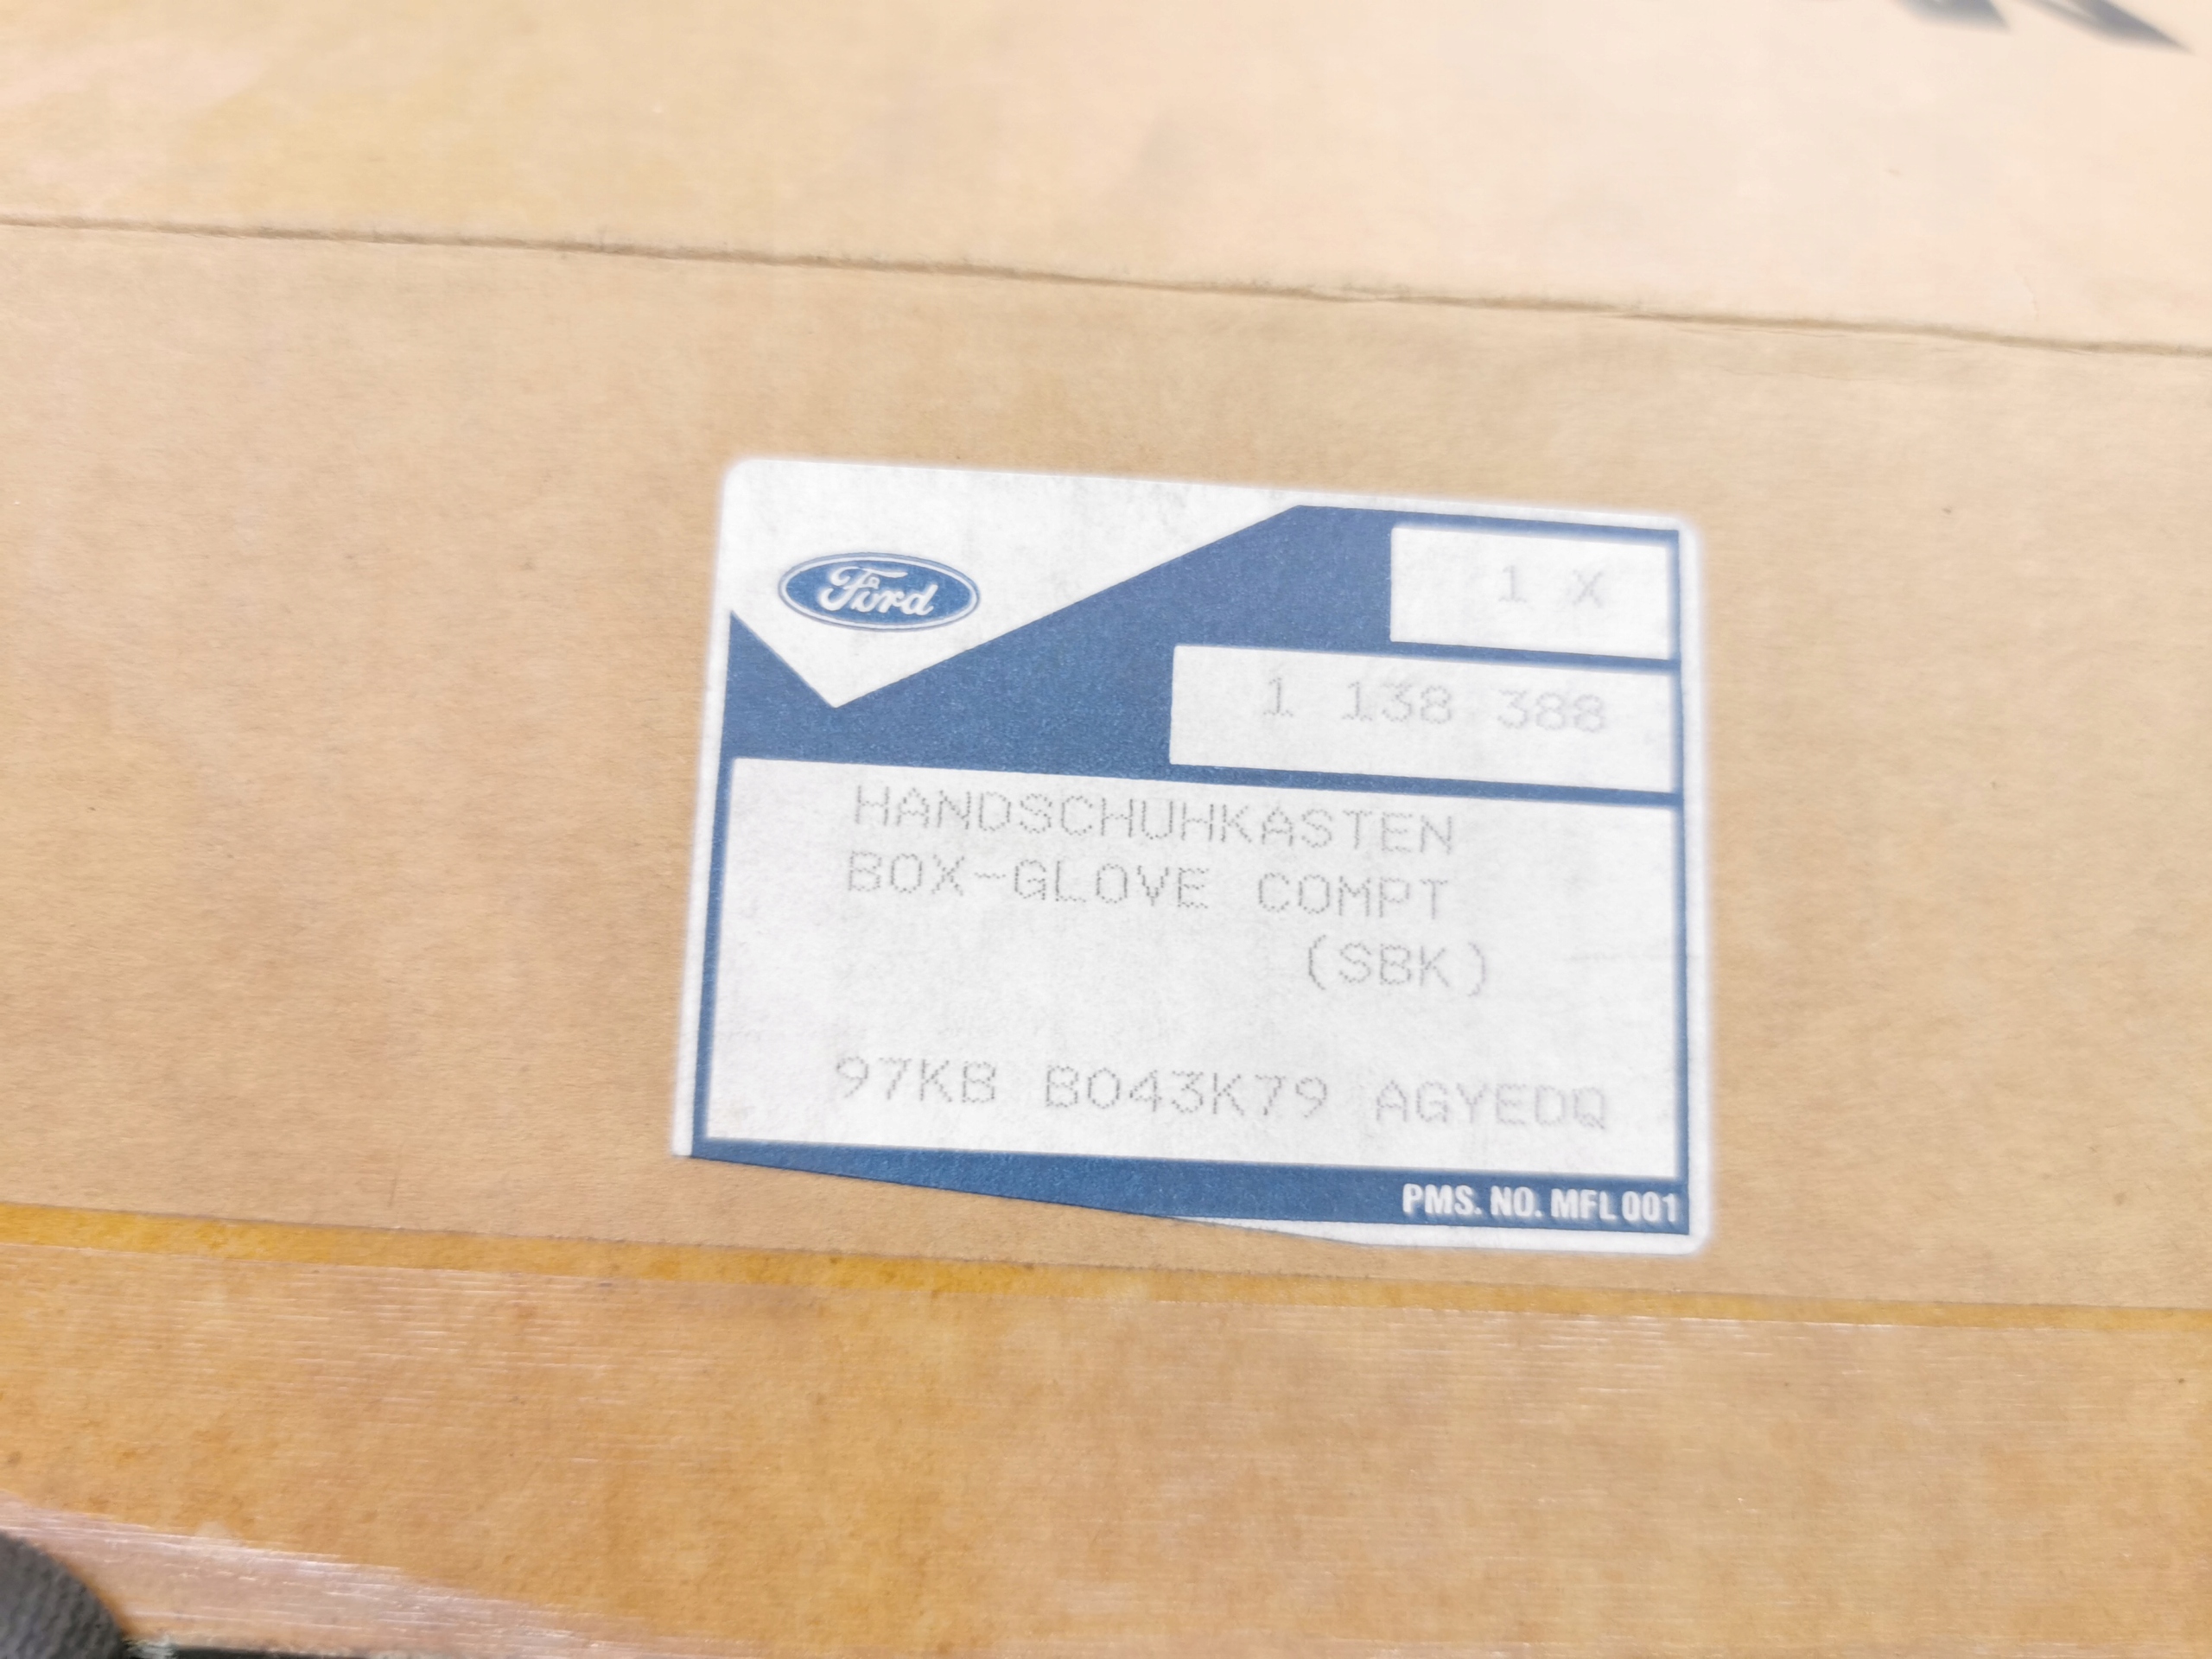 Ford
1 X
1 138 388
HANDSCHUHKASTEN
BOX-GLOVE COMPT
(SBK)
97KB B043K79 AGYEDQ
PMS. NO. MFL 001